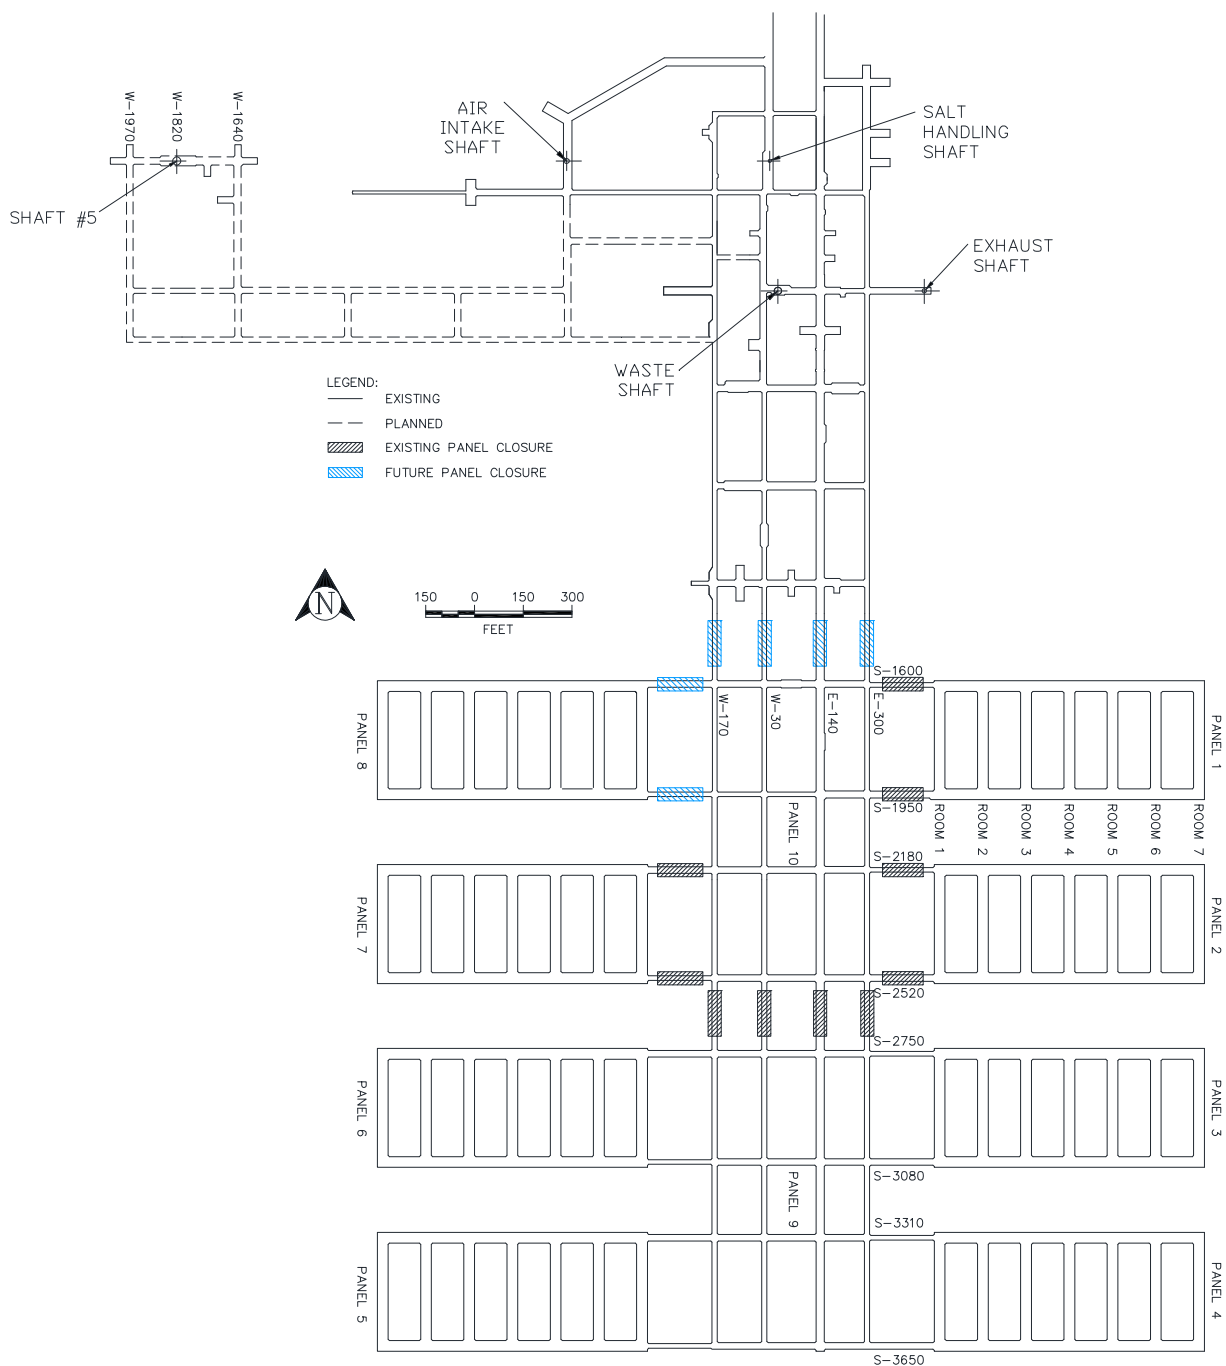 W-1970
W-1820
W-1640
AIR
INTAKE
SHAFT
SALT
HANDLING
SHAFT
SHAFT #5
EXHAUST
SHAFT
WASTE
SHAFT
LEGEND:
EXISTING
PLANNED
EXISTING PANEL CLOSURE
FUTURE PANEL CLOSURE
N
150 0 150 300
FEET
S-1600
W-170
W-30
E-140
E-300
PANEL 8
PANEL 1
S-1950
PANEL 10
ROOM 1
ROOM 2
ROOM 3
ROOM 4
ROOM 5
ROOM 6
ROOM 7
S-2180
PANEL 7
PANEL 2
S-2520
S-2750
PANEL 6
PANEL 3
S-3080
PANEL 9
S-3310
PANEL 5
PANEL 4
S-3650